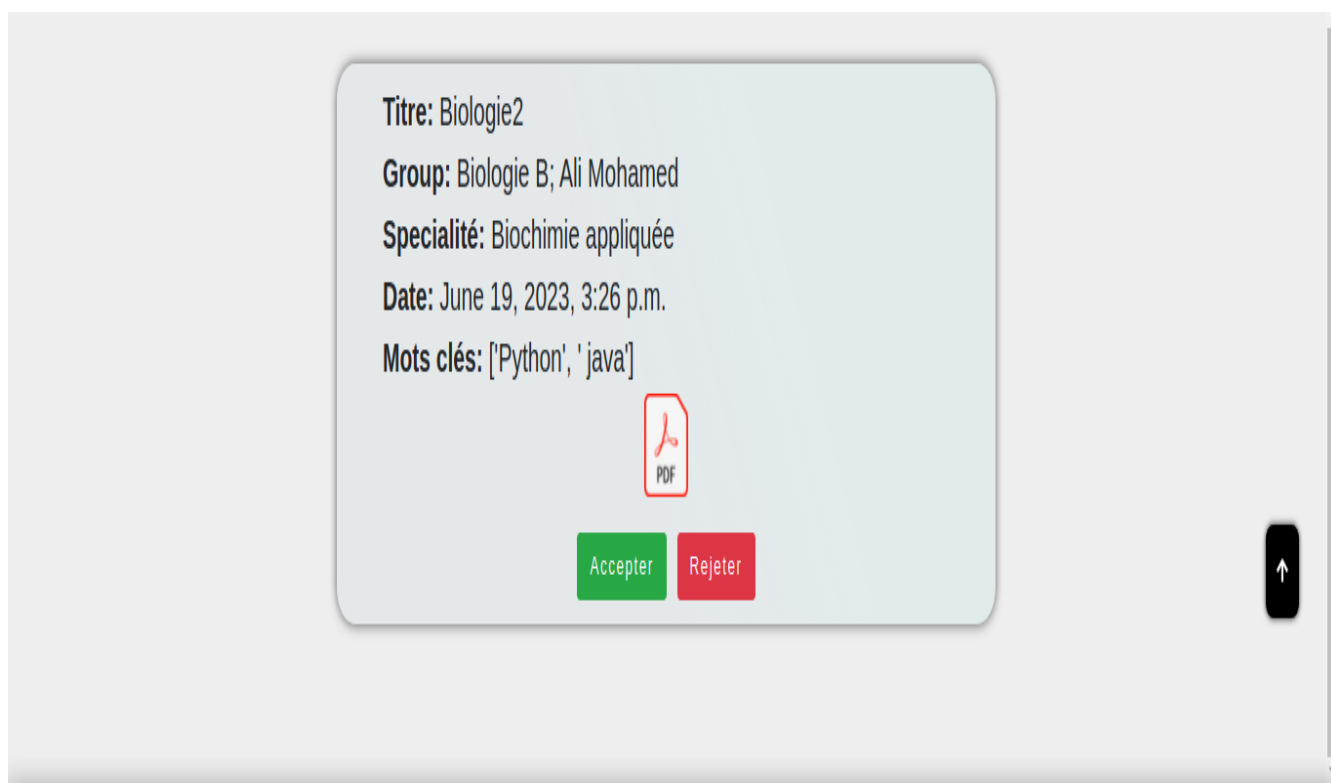 Titre: Biologie2
Group: Biologie B; Ali Mohamed
Specialité: Biochimie appliquée
Date: June 19, 2023, 3:26 p.m.
Mots clés: ['Python', ' java']
PDF
Accepter Rejeter